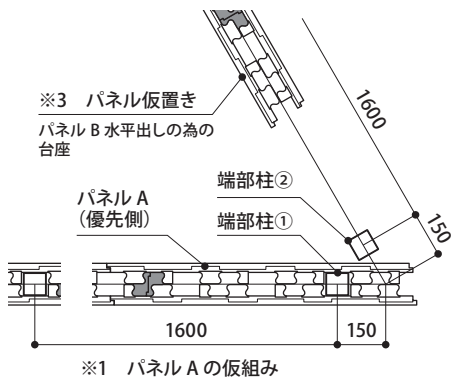 ※3 パネル仮置き
パネル B 水平出しの為の
台座
1600
端部柱②
150
パネル A
(優先側)
端部柱①
1600
150
※1 パネル A の仮組み